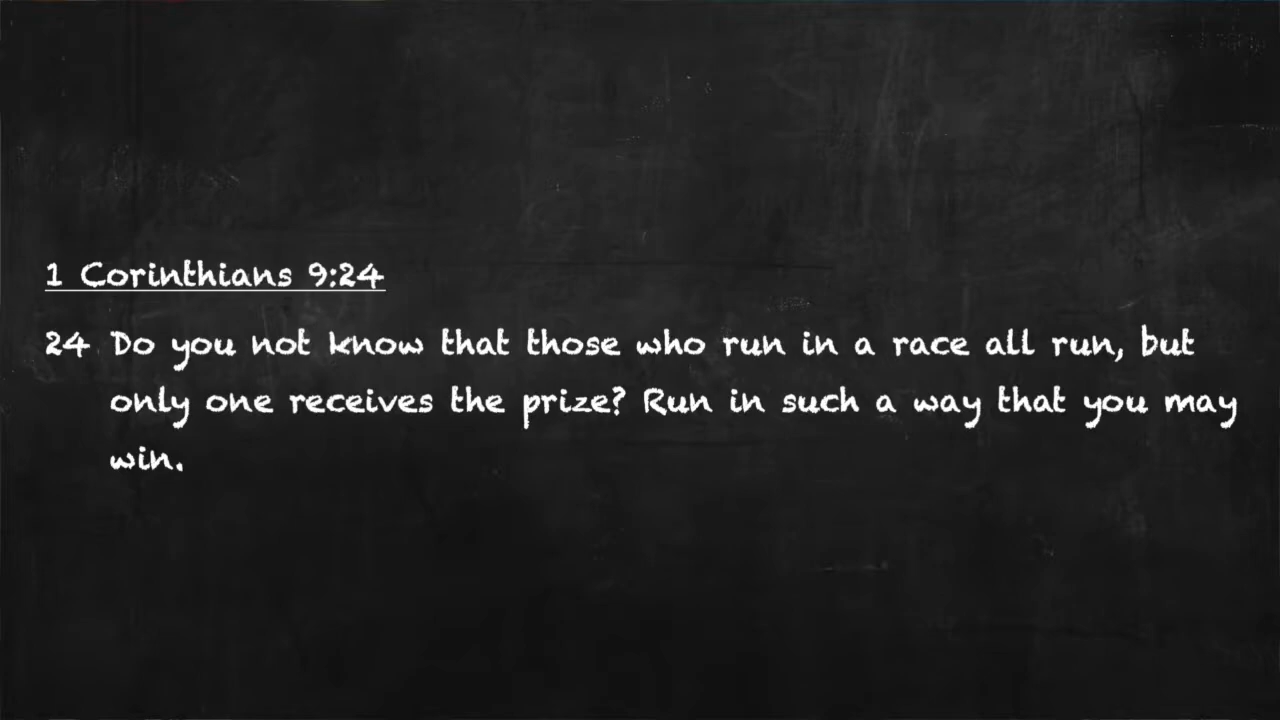 1 Corinthians 9:24
24 Do you not know that those who run in a race all run, but
only one receives the prize? Run in such a way that you may
win.